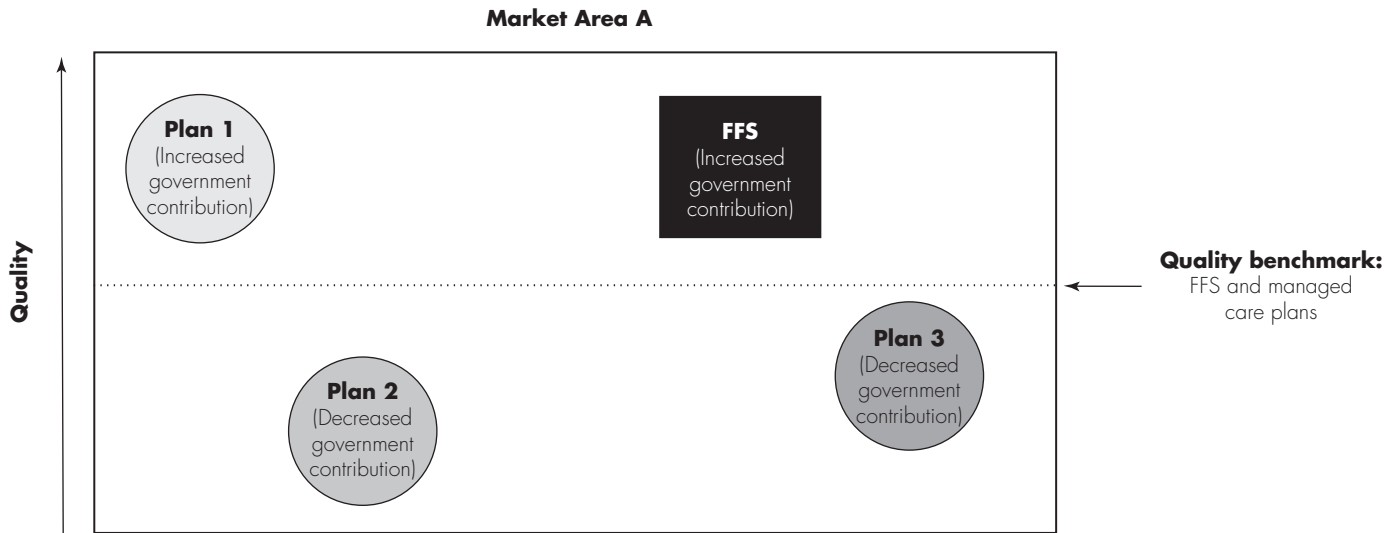 Market Area A
Quality
Plan 1
(Increased
government
contribution)
FFS
(Increased
government
contribution)
Quality benchmark:
FFS and managed
care plans
Plan 2
(Decreased
government
contribution)
Plan 3
(Decreased
government
contribution)